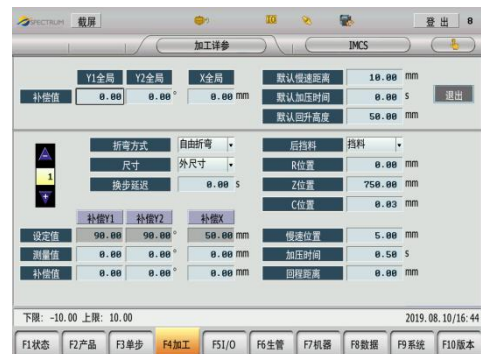 SPECTRUM 截屏 IO 登 出 8
加工详参 IMCS
Y1全局 Y2全局 X全局 默认慢速距离 10.00 mm
补偿值 0.00 0.00 ° 0.00 mm 默认加压时间 0.00 s 退出
默认回升高度 50.00 mm
折弯方式 自由折弯 后挡料 挡料
1 尺寸 外尺寸 R位置 0.00 mm
换步延迟 0.00 s Z位置 750.00 mm
C位置 0.03 mm
补偿Y1 补偿Y2 补偿X
设定值 90.00 90.00 ° 50.00 mm 慢速位置 5.00 mm
测量值 0.00 0.00 ° 0.00 mm 加压时间 0.50 s
补偿值 0.00 0.00 ° 0.00 mm 回程距离 0.00 mm
下限: -10.00 上限: 10.00 2019.08.10/16:44
F1状态 F2产品 F3单步 F4加工 F5I/O F6生管 F7机器 F8数据 F9系统 F10版本